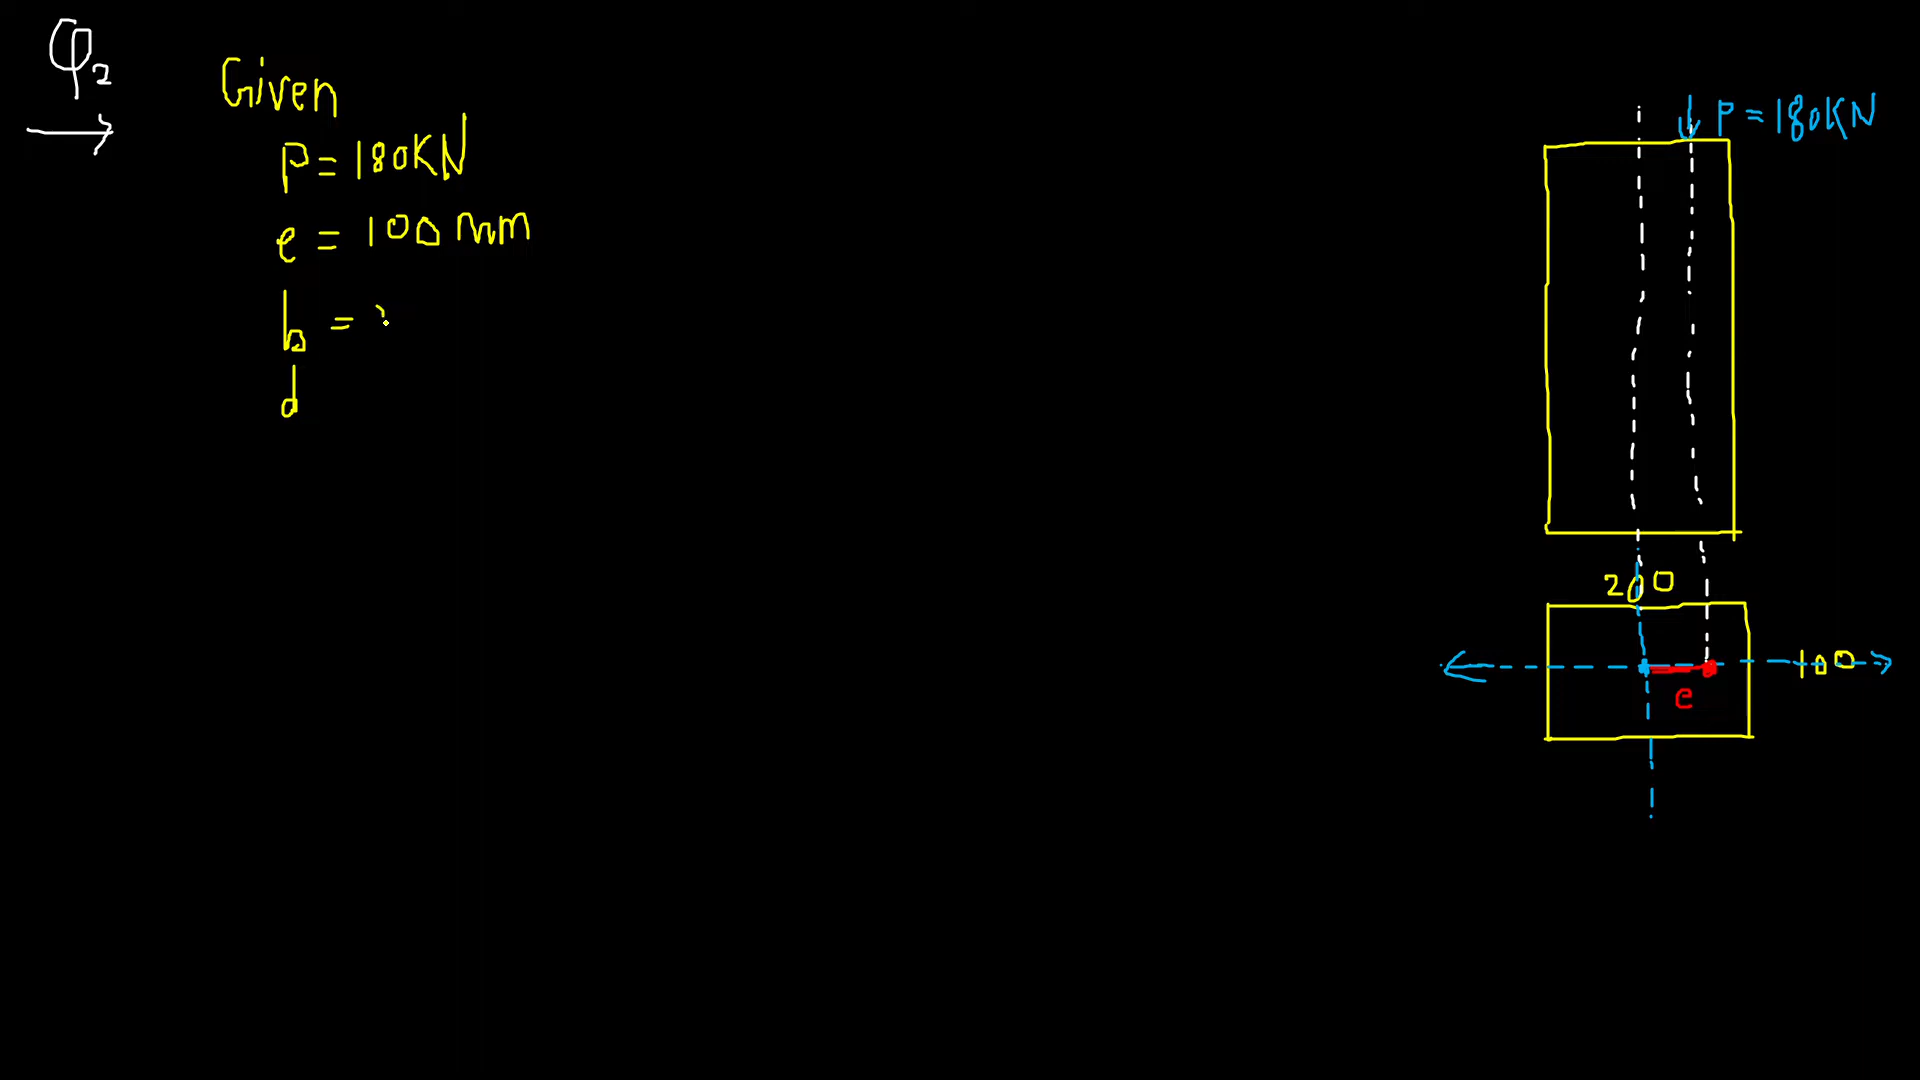 Q2
Given
P = 180KN
e = 100 mm
b =
d
P = 180KN
200
100
e